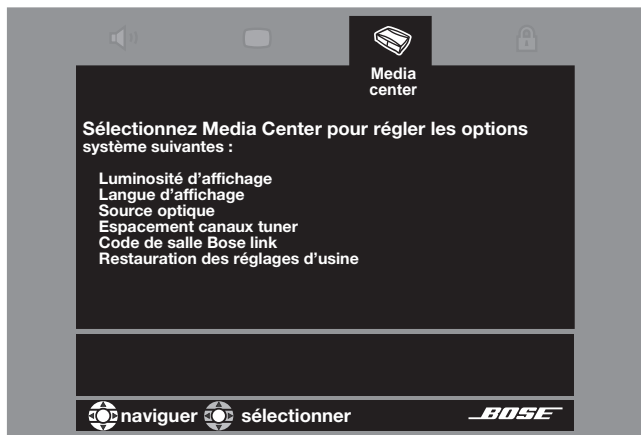 Media
center
Sélectionnez Media Center pour régler les options
système suivantes :
Luminosité d'affichage
Langue d'affichage
Source optique
Espacement canaux tuner
Code de salle Bose link
Restauration des réglages d'usine
naviguer sélectionner BOSE